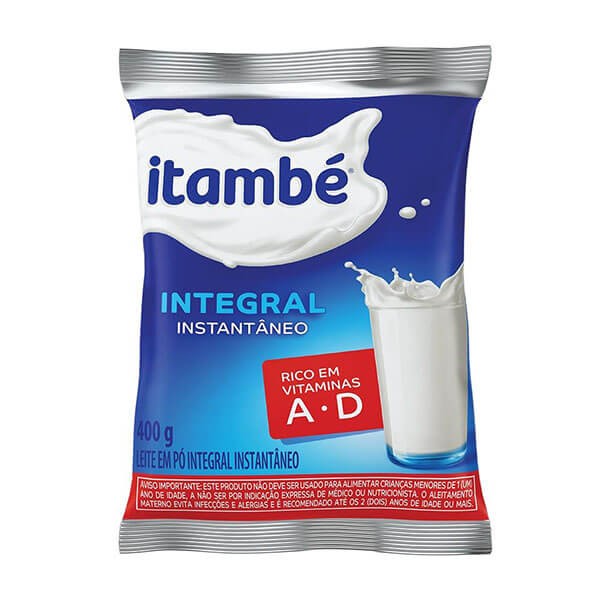 itambé
INTEGRAL
INSTANTÂNEO
RICO EM
VITAMINAS
A • D
400 g
LEITE EM PÓ INTEGRAL INSTANTÂNEO
AVISO IMPORTANTE: ESTE PRODUTO NÃO DEVE SER USADO PARA ALIMENTAR CRIANÇAS MENORES DE 1 (UM)
ANO DE IDADE, A NÃO SER POR INDICAÇÃO EXPRESSA DE MÉDICO OU NUTRICIONISTA. O ALEITAMENTO
MATERNO EVITA INFECÇÕES E ALERGIAS E É RECOMENDADO ATÉ OS 2 (DOIS) ANOS DE IDADE OU MAIS.